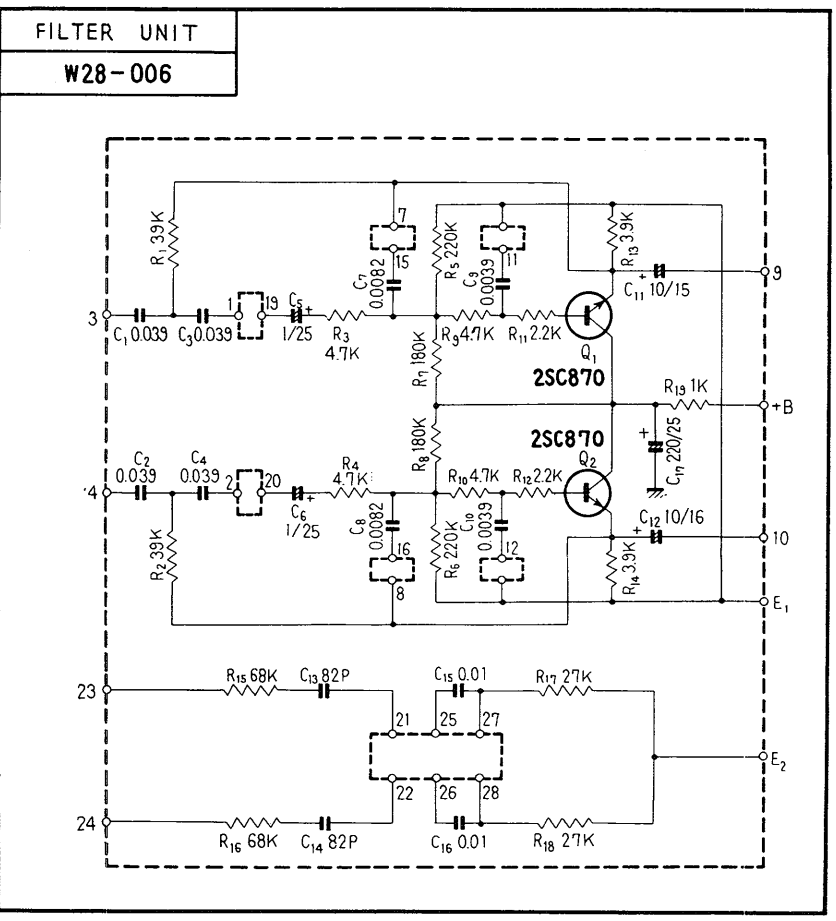 FILTER UNIT
W28-006
R1 39K
7
15
C7 0.0082
R5 220K
11
C9 0.0039
R13 3.9K
C11 10/15
+
9
3
C1 0.039
C3 0.039
1
19
C5
+
1/25
R3
4.7K
R9 4.7K
R11 2.2K
Q1
R7 180K
2SC870
R19 1K
+B
R8 180K
2SC870
+
C17 220/25
Q2
C2
0.039
C4
0.039
4
2
20
C6
+
1/25
R4
4.7K
R10 4.7K
R12 2.2K
C8 0.0082
16
8
R6 220K
C10 0.0039
12
+
C12 10/16
10
R2 39K
R14 3.9K
E1
23
R15 68K
C13 82P
C15 0.01
R17 27K
21
25
27
E2
22
26
28
24
R16 68K
C14 82P
C16 0.01
R18 27K